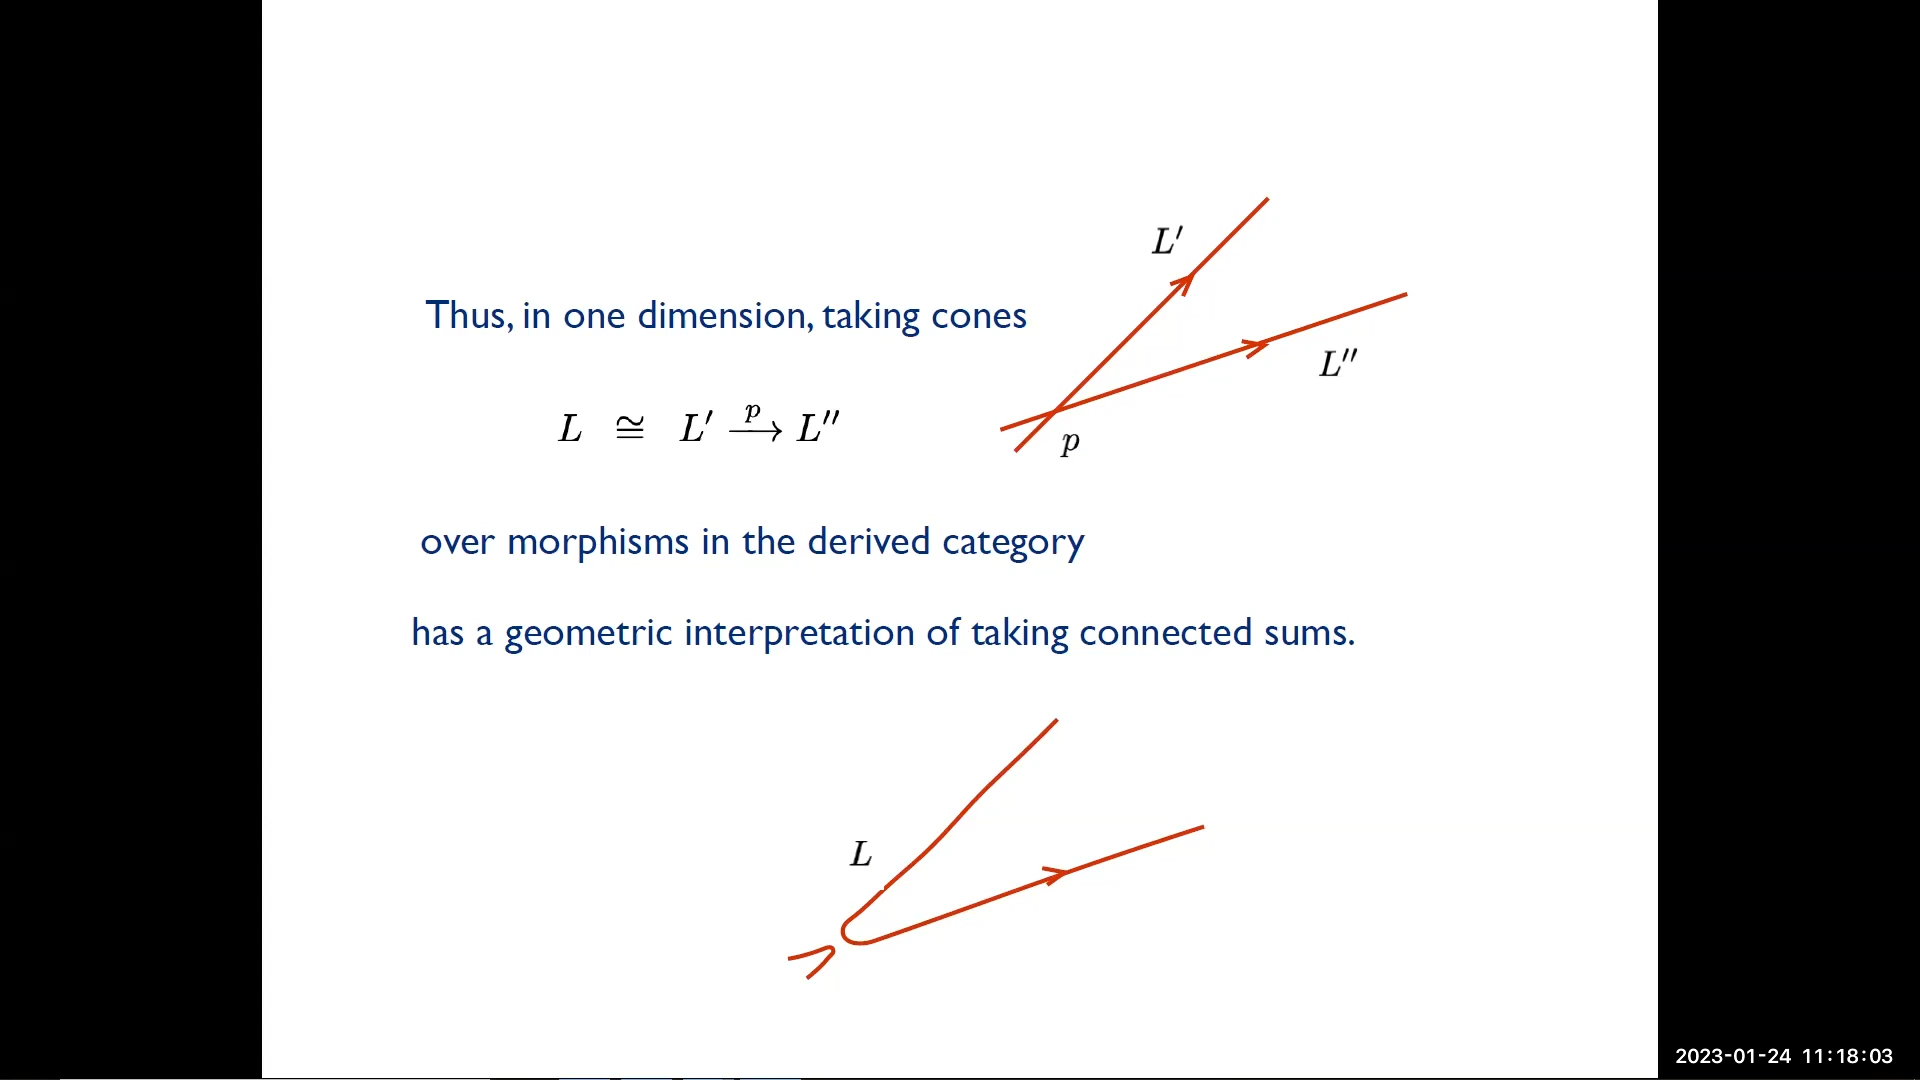 L′
Thus, in one dimension, taking cones
L″
L ≅ L′ —p→ L″
p
over morphisms in the derived category
has a geometric interpretation of taking connected sums.
L
2023-01-24 11:18:03